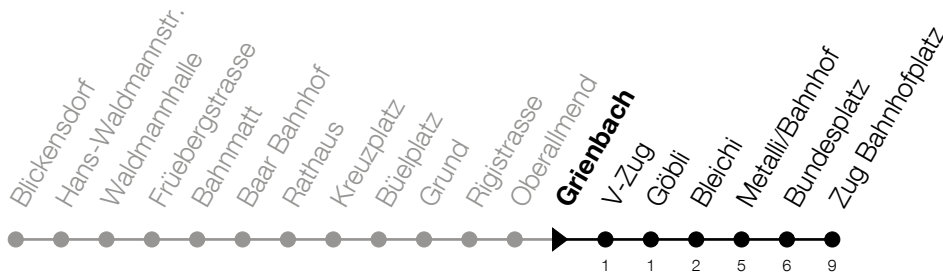 Blickensdorf
Hans-Waldmannstr.
Waldmannhalle
Früebergstrasse
Bahnmatt
Baar Bahnhof
Rathaus
Kreuzplatz
Büelplatz
Grund
Rigistrasse
Oberallmend
Grienbach
V-Zug
Göbli
Bleichi
Metalli/Bahnhof
Bundesplatz
Zug Bahnhofplatz
1 1 2 5 6 9